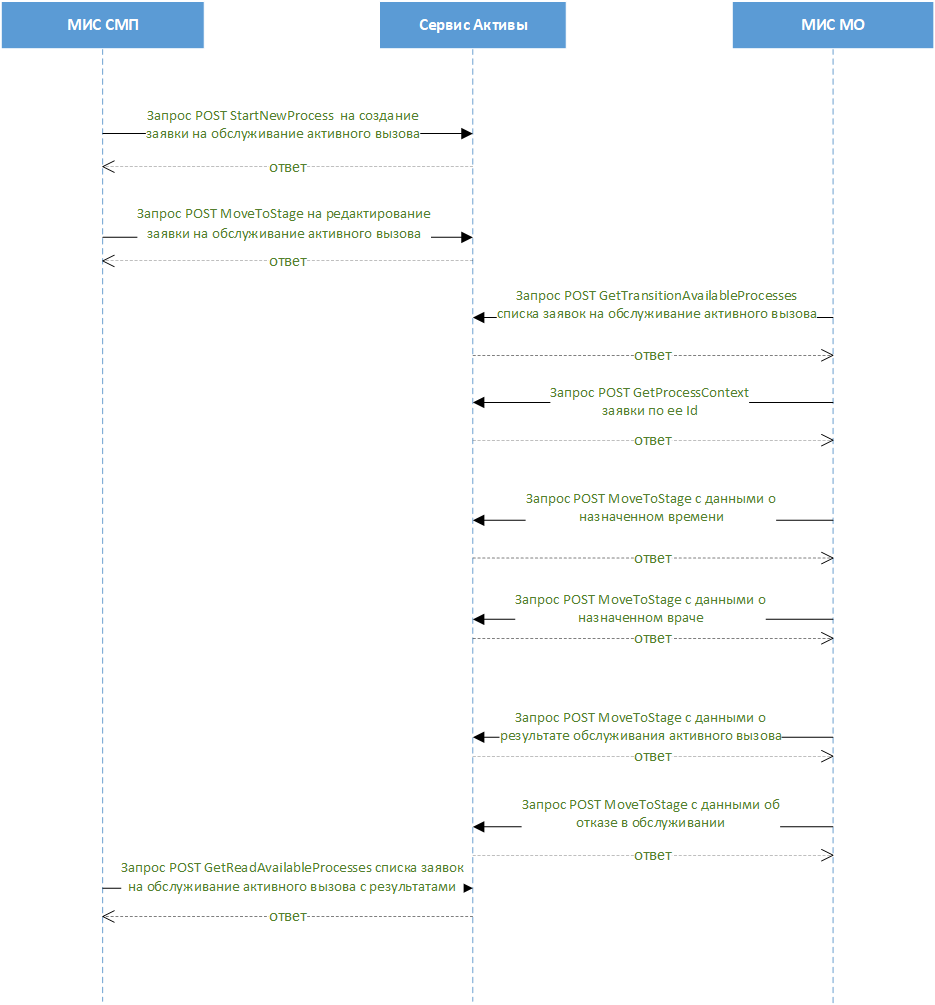 МИС СМП
Сервис Активы
МИС МО
Запрос POST StartNewProcess на создание
заявки на обслуживание активного вызова
ответ
Запрос POST MoveToStage на редактирование
заявки на обслуживание активного вызова
ответ
Запрос POST GetTransitionAvailableProcesses
списка заявок на обслуживание активного вызова
ответ
Запрос POST GetProcessContext
заявки по ее Id
ответ
Запрос POST MoveToStage с данными о
назначенном времени
ответ
Запрос POST MoveToStage с данными о
назначенном враче
ответ
Запрос POST MoveToStage с данными о
результате обслуживания активного вызова
ответ
Запрос POST MoveToStage с данными об
отказе в обслуживании
ответ
Запрос POST GetReadAvailableProcesses списка заявок
на обслуживание активного вызова с результатами
ответ